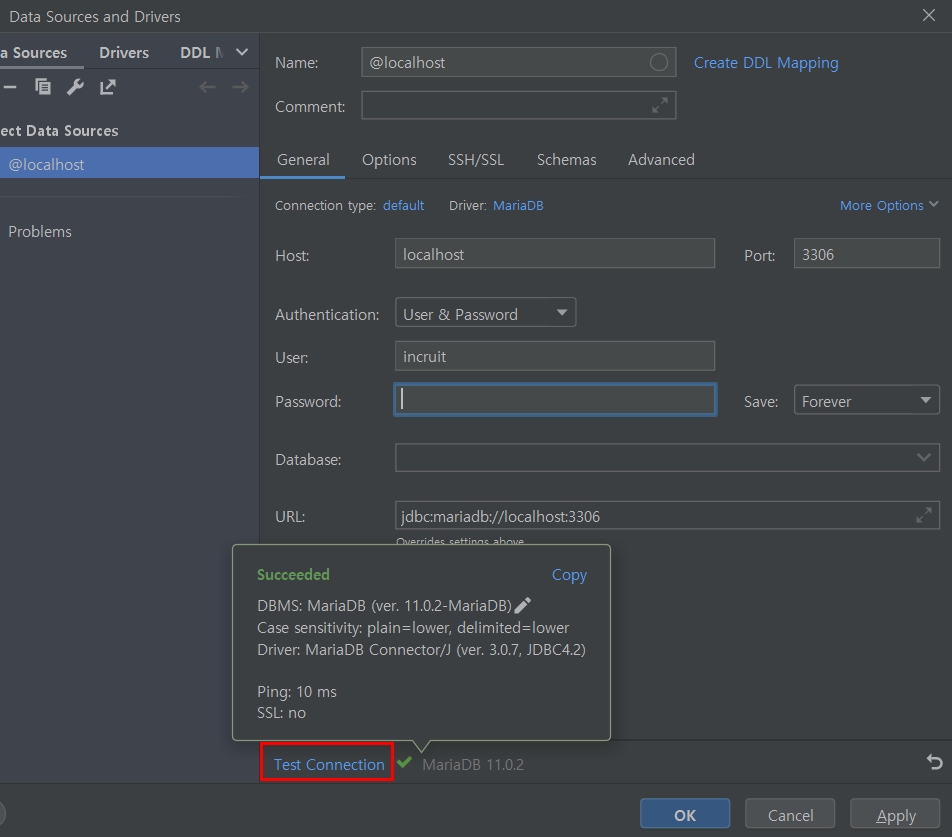 Data Sources and Drivers
a Sources Drivers DDL
ect Data Sources
@localhost
Problems
Name: @localhost Create DDL Mapping
Comment:
General Options SSH/SSL Schemas Advanced
Connection type: default Driver: MariaDB More Options
Host: localhost Port: 3306
Authentication: User & Password
User: incruit
Password: Save: Forever
Database:
URL: jdbc:mariadb://localhost:3306
Overrides settings above
Succeeded Copy
DBMS: MariaDB (ver. 11.0.2-MariaDB)
Case sensitivity: plain=lower, delimited=lower
Driver: MariaDB Connector/J (ver. 3.0.7, JDBC4.2)
Ping: 10 ms
SSL: no
Test Connection MariaDB 11.0.2
OK Cancel Apply